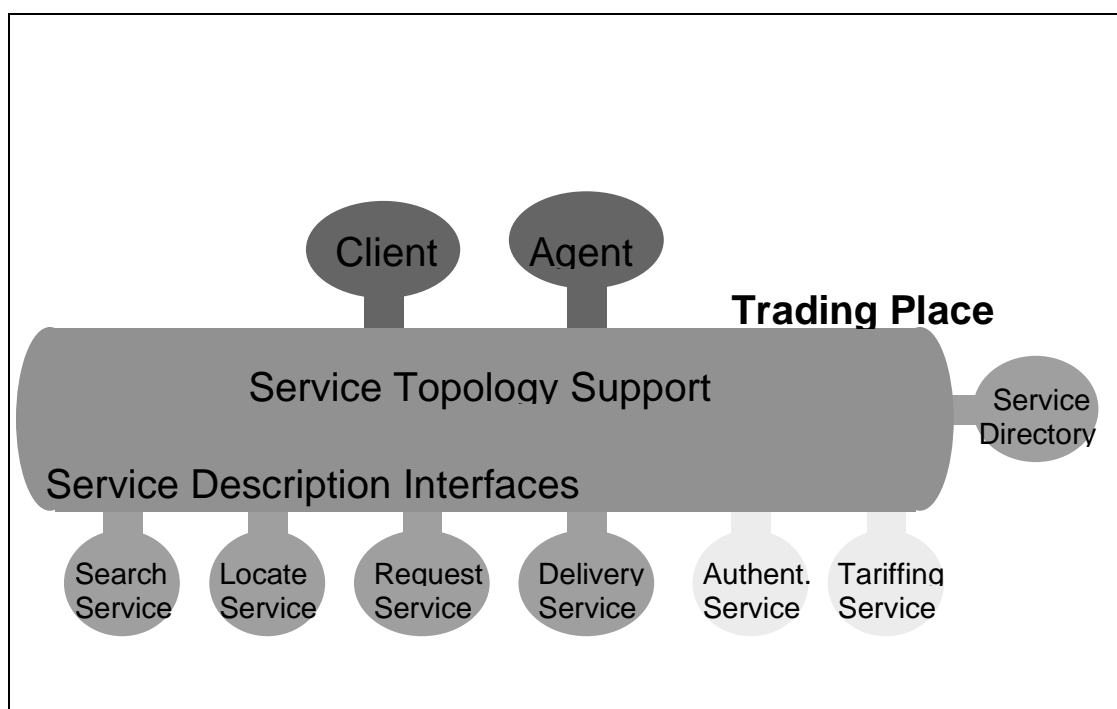 Client
Agent
Trading Place
Service Topology Support
Service
Directory
Service Description Interfaces
Search
Service
Locate
Service
Request
Service
Delivery
Service
Authent.
Service
Tariffing
Service